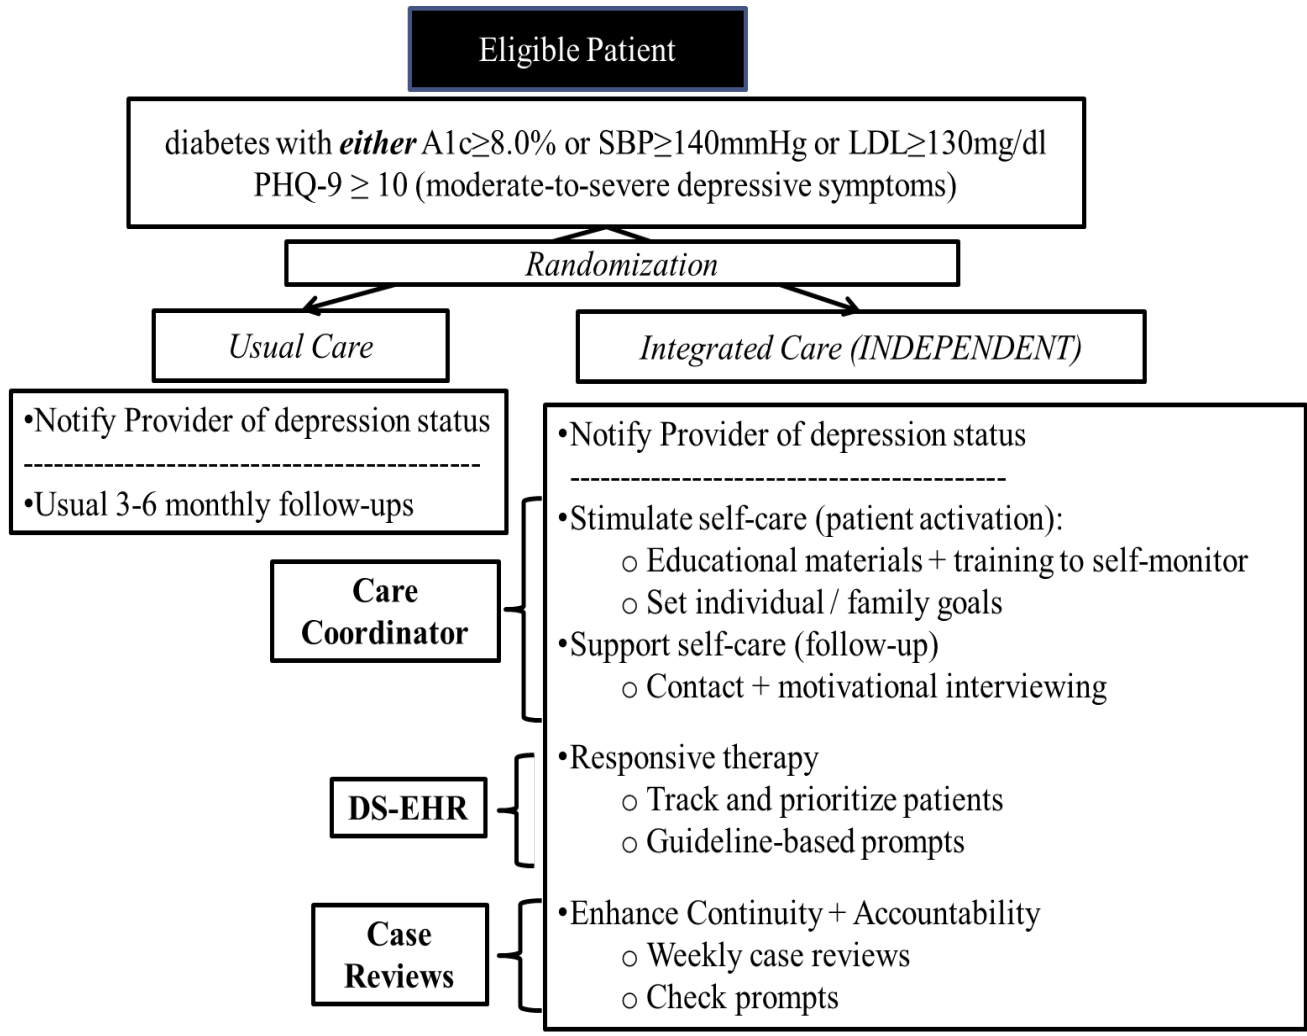 Eligible Patient
diabetes with either A1c≥8.0% or SBP≥140mmHg or LDL≥130mg/dl
PHQ-9 ≥ 10 (moderate-to-severe depressive symptoms)
Randomization
Usual Care
•Notify Provider of depression status
---------------------------------------------
•Usual 3-6 monthly follow-ups
Integrated Care (INDEPENDENT)
•Notify Provider of depression status
-------------------------------------------
Care
Coordinator
•Stimulate self-care (patient activation):
o Educational materials + training to self-monitor
o Set individual / family goals
•Support self-care (follow-up)
o Contact + motivational interviewing
DS-EHR
•Responsive therapy
o Track and prioritize patients
o Guideline-based prompts
Case
Reviews
•Enhance Continuity + Accountability
o Weekly case reviews
o Check prompts